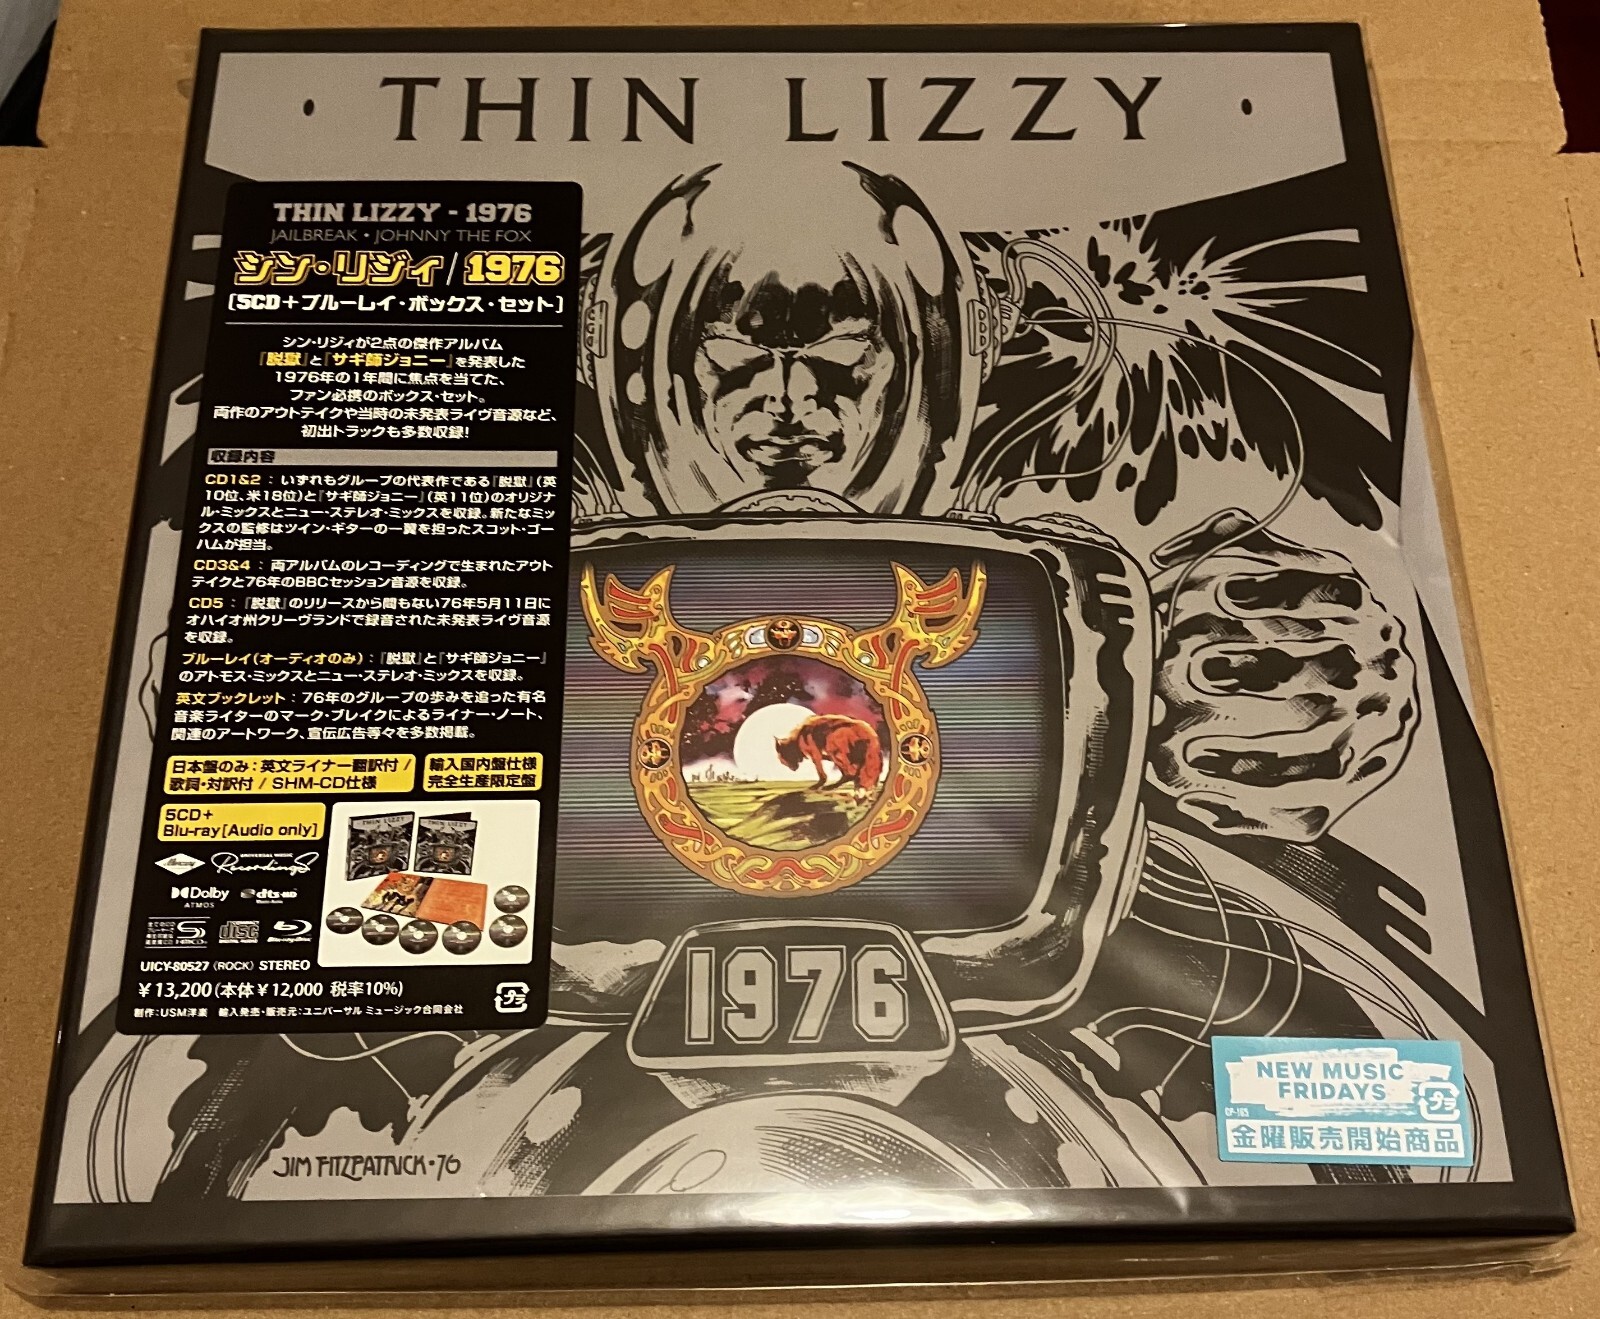 • THIN LIZZY •
THIN LIZZY - 1976
JAILBREAK • JOHNNY THE FOX
シン・リジィ/1976
〔5CD+ブルーレイ・ボックス・セット〕
シン・リジィが2点の傑作アルバム
『脱獄』と『サギ師ジョニー』を発表した
1976年の1年間に焦点を当てた、
ファン必携のボックス・セット。
両作のアウトテイクや当時の未発表ライヴ音源など、
初出トラックも多数収録!
収録内容
CD1&2 : いずれもグループの代表作である『脱獄』(英
10位、米18位)と『サギ師ジョニー』(英11位)のオリジナ
ル・ミックスとニュー・ステレオ・ミックスを収録。新たなミッ
クスの監修はツイン・ギターの一翼を担ったスコット・ゴー
ハムが担当。
CD3&4 : 両アルバムのレコーディングで生まれたアウト
テイクと76年のBBCセッション音源を収録。
CD5 : 『脱獄』のリリースから間もない76年5月11日に
オハイオ州クリーヴランドで録音された未発表ライヴ音源
を収録。
ブルーレイ(オーディオのみ) : 『脱獄』と『サギ師ジョニー』
のアトモス・ミックスとニュー・ステレオ・ミックスを収録。
英文ブックレット : 76年のグループの歩みを追った有名
音楽ライターのマーク・ブレイクによるライナー・ノート、
関連のアートワーク、宣伝広告等々を多数掲載。
日本盤のみ : 英文ライナー翻訳付 /
歌詞・対訳付 / SHM-CD仕様
輸入国内盤仕様
完全生産限定盤
5CD+
Blu-ray[Audio only]
THIN LIZZY
THIN LIZZY
Mercury
UNIVERSAL MUSIC
Recordings
Dolby
ATMOS
dts-HD
Master Audio
SHM CD
disc
DIGITAL AUDIO
Blu-ray Disc
UICY-80527 (ROCK) STEREO
¥13,200(本体¥12,000 税率10%)
制作:USM洋楽 輸入発売・販売元:ユニバーサル ミュージック合同会社
プラ
1976
JIM FITZPATRICK•76
NEW MUSIC
FRIDAYS
プラ
CP-165
金曜販売開始商品